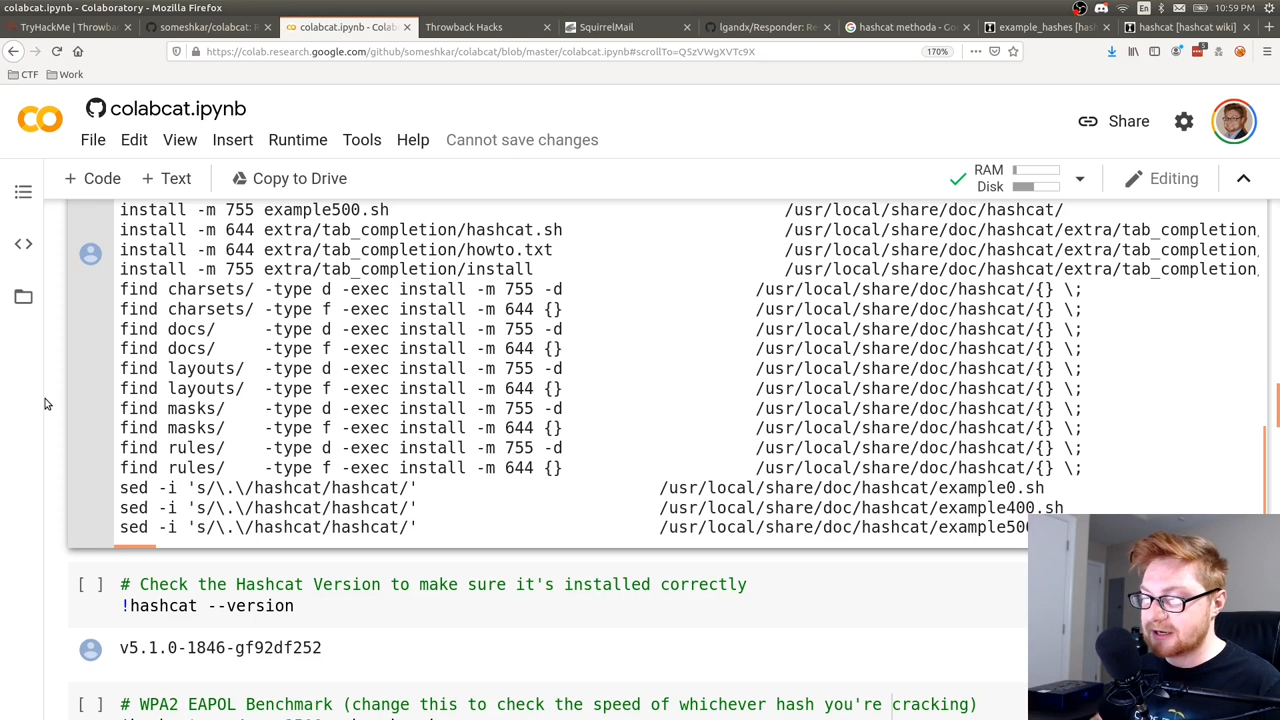 colabcat.ipynb - Colaboratory - Mozilla Firefox
En
10:59 PM
TryHackMe | Throwbac
someshkar/colabcat: R
colabcat.ipynb - Colab
Throwback Hacks
SquirrelMail
lgandx/Responder: Re
hashcat methoda - Go
example_hashes [hash
hashcat [hashcat wiki]
https://colab.research.google.com/github/someshkar/colabcat/blob/master/colabcat.ipynb#scrollTo=Q5zVWgXVTc9X
170%
CTF
Work
colabcat.ipynb
Share
File Edit View Insert Runtime Tools Help Cannot save changes
+ Code + Text Copy to Drive
RAM
Disk
Editing
install -m 755 example500.sh /usr/local/share/doc/hashcat/
install -m 644 extra/tab_completion/hashcat.sh /usr/local/share/doc/hashcat/extra/tab_completion
install -m 644 extra/tab_completion/howto.txt /usr/local/share/doc/hashcat/extra/tab_completion
install -m 755 extra/tab_completion/install /usr/local/share/doc/hashcat/extra/tab_completion
find charsets/ -type d -exec install -m 755 -d /usr/local/share/doc/hashcat/{} \;
find charsets/ -type f -exec install -m 644 {} /usr/local/share/doc/hashcat/{} \;
find docs/ -type d -exec install -m 755 -d /usr/local/share/doc/hashcat/{} \;
find docs/ -type f -exec install -m 644 {} /usr/local/share/doc/hashcat/{} \;
find layouts/ -type d -exec install -m 755 -d /usr/local/share/doc/hashcat/{} \;
find layouts/ -type f -exec install -m 644 {} /usr/local/share/doc/hashcat/{} \;
find masks/ -type d -exec install -m 755 -d /usr/local/share/doc/hashcat/{} \;
find masks/ -type f -exec install -m 644 {} /usr/local/share/doc/hashcat/{} \;
find rules/ -type d -exec install -m 755 -d /usr/local/share/doc/hashcat/{} \;
find rules/ -type f -exec install -m 644 {} /usr/local/share/doc/hashcat/{} \;
sed -i 's/\.\/hashcat/hashcat/' /usr/local/share/doc/hashcat/example0.sh
sed -i 's/\.\/hashcat/hashcat/' /usr/local/share/doc/hashcat/example400.sh
sed -i 's/\.\/hashcat/hashcat/' /usr/local/share/doc/hashcat/example500
[ ] # Check the Hashcat Version to make sure it's installed correctly
!hashcat --version
v5.1.0-1846-gf92df252
[ ] # WPA2 EAPOL Benchmark (change this to check the speed of whichever hash you're cracking)